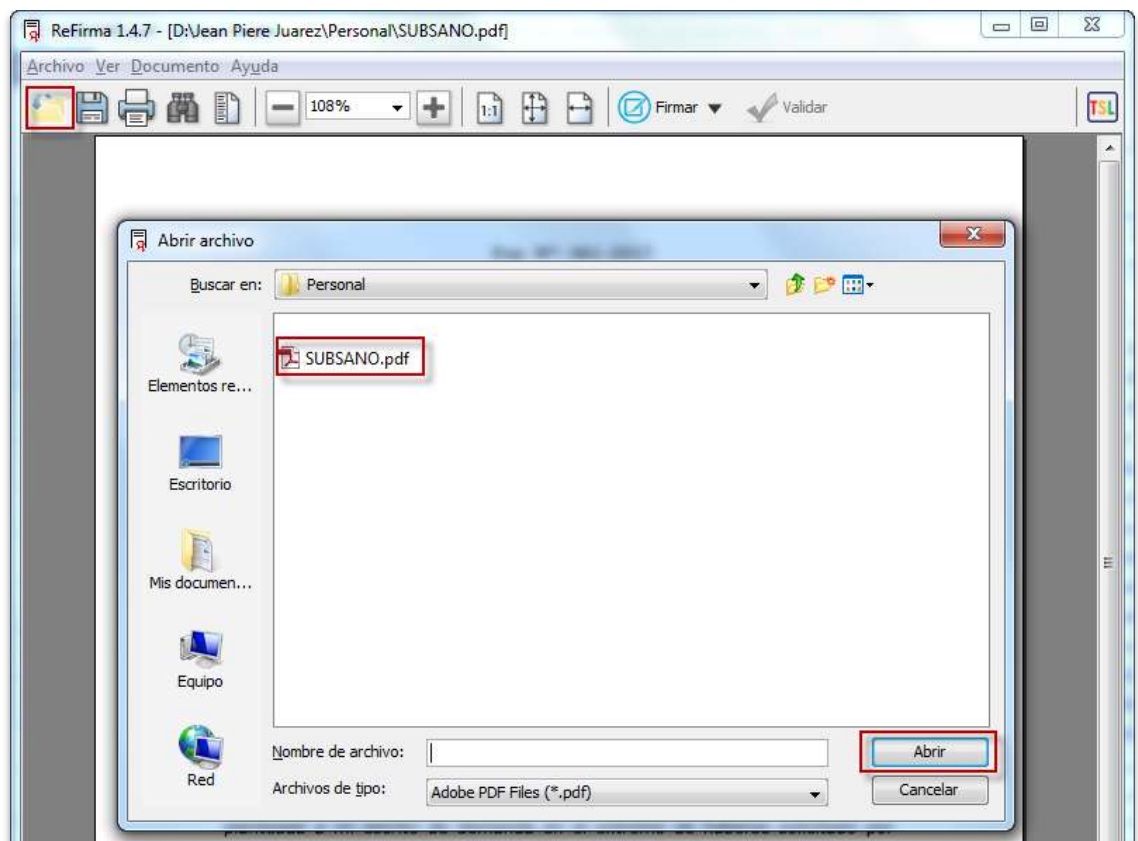 ReFirma 1.4.7 - [D:\Jean Piere Juarez\Personal\SUBSANO.pdf]
Archivo Ver Documento Ayuda
108% 1:1 Firmar Validar TSL
Abrir archivo
Buscar en: Personal
SUBSANO.pdf
Elementos re...
Escritorio
Mis documen...
Equipo
Red
Nombre de archivo: Abrir
Archivos de tipo: Adobe PDF Files (*.pdf) Cancelar